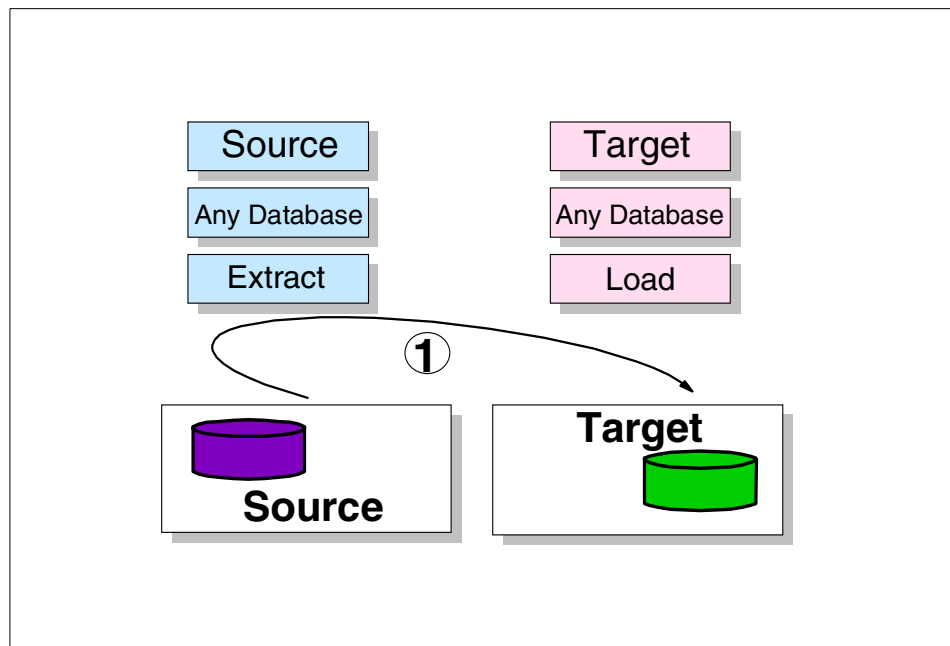 Source
Any Database
Extract
Target
Any Database
Load
1
Source
Target